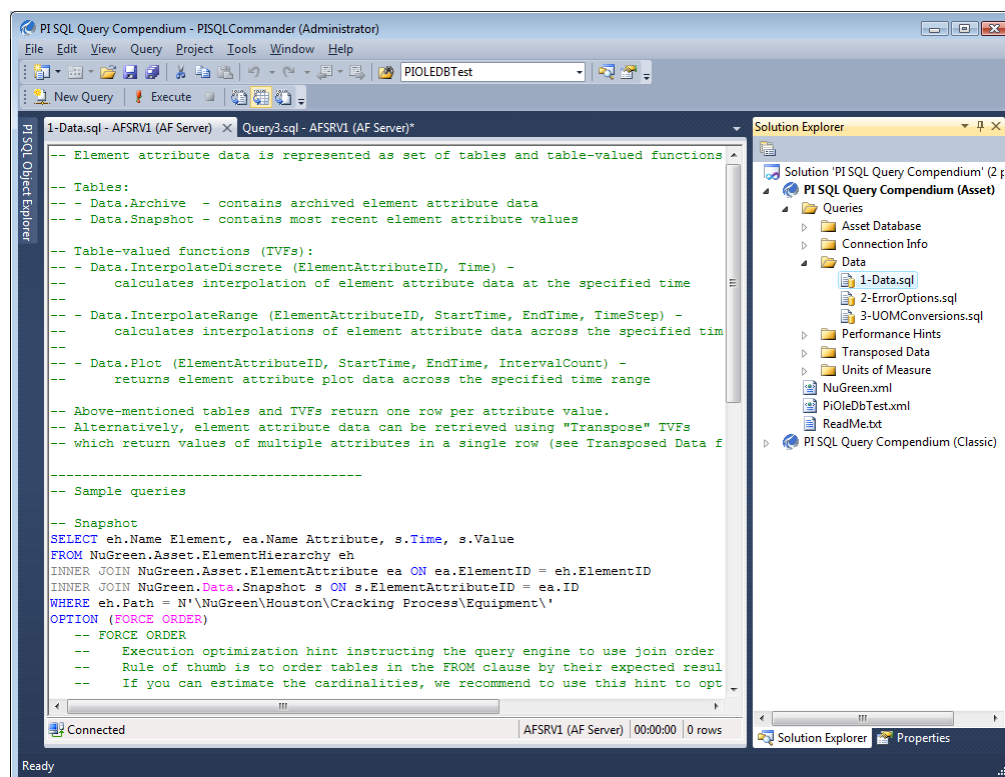 PI SQL Query Compendium - PISQLCommander (Administrator)
File Edit View Query Project Tools Window Help
PIOLEDBTest
New Query Execute
PI SQL Object Explorer
1-Data.sql - AFSRV1 (AF Server) Query3.sql - AFSRV1 (AF Server)*
-- Element attribute data is represented as set of tables and table-valued functions
-- Tables:
-- - Data.Archive - contains archived element attribute data
-- - Data.Snapshot - contains most recent element attribute values
-- Table-valued functions (TVFs):
-- - Data.InterpolateDiscrete (ElementAttributeID, Time) -
-- calculates interpolation of element attribute data at the specified time
--
-- - Data.InterpolateRange (ElementAttributeID, StartTime, EndTime, TimeStep) -
-- calculates interpolations of element attribute data across the specified tim
--
-- - Data.Plot (ElementAttributeID, StartTime, EndTime, IntervalCount) -
-- returns element attribute plot data across the specified time range
-- Above-mentioned tables and TVFs return one row per attribute value.
-- Alternatively, element attribute data can be retrieved using "Transpose" TVFs
-- which return values of multiple attributes in a single row (see Transposed Data f
----------------------------------------
-- Sample queries
-- Snapshot
SELECT eh.Name Element, ea.Name Attribute, s.Time, s.Value
FROM NuGreen.Asset.ElementHierarchy eh
INNER JOIN NuGreen.Asset.ElementAttribute ea ON ea.ElementID = eh.ElementID
INNER JOIN NuGreen.Data.Snapshot s ON s.ElementAttributeID = ea.ID
WHERE eh.Path = N'\NuGreen\Houston\Cracking Process\Equipment\'
OPTION (FORCE ORDER)
-- FORCE ORDER
-- Execution optimization hint instructing the query engine to use join order
-- Rule of thumb is to order tables in the FROM clause by their expected resul
-- If you can estimate the cardinalities, we recommend to use this hint to opt
Connected AFSRV1 (AF Server) 00:00:00 0 rows
Solution Explorer
Solution 'PI SQL Query Compendium' (2 p
PI SQL Query Compendium (Asset)
Queries
Asset Database
Connection Info
Data
1-Data.sql
2-ErrorOptions.sql
3-UOMConversions.sql
Performance Hints
Transposed Data
Units of Measure
NuGreen.xml
PiOleDbTest.xml
ReadMe.txt
PI SQL Query Compendium (Classic)
Solution Explorer Properties
Ready